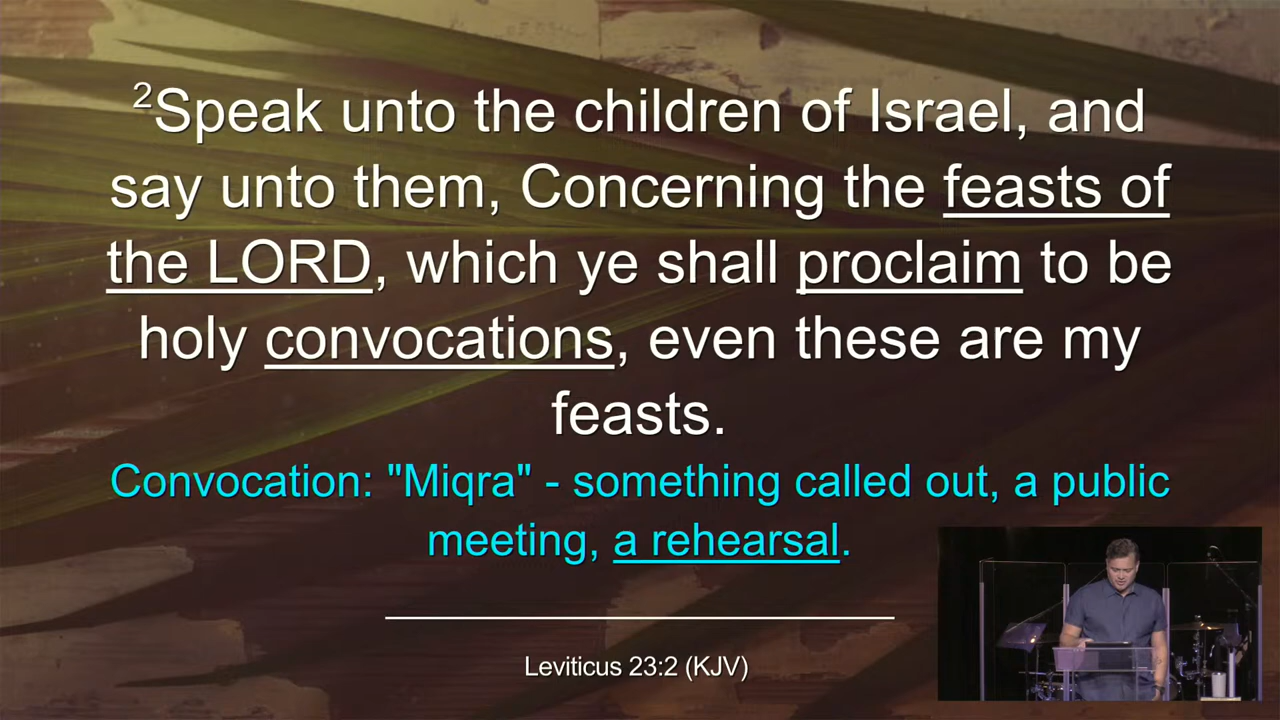 ²Speak unto the children of Israel, and
say unto them, Concerning the feasts of
the LORD, which ye shall proclaim to be
holy convocations, even these are my
feasts.
Convocation: "Miqra" - something called out, a public
meeting, a rehearsal.
Leviticus 23:2 (KJV)